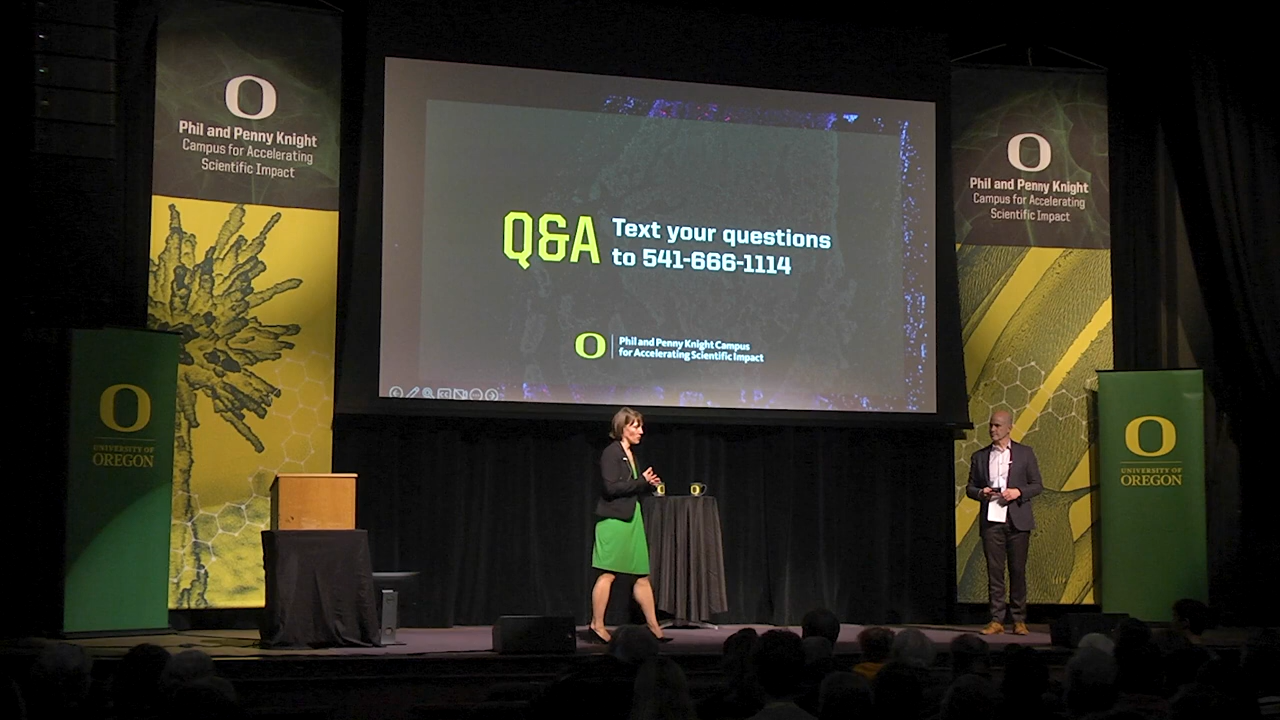 O
Phil and Penny Knight
Campus for Accelerating
Scientific Impact
Q&A
Text your questions
to 541-666-1114
O
Phil and Penny Knight Campus
for Accelerating Scientific Impact
O
Phil and Penny Knight
Campus for Accelerating
Scientific Impact
O
UNIVERSITY OF
OREGON
O
UNIVERSITY OF
OREGON